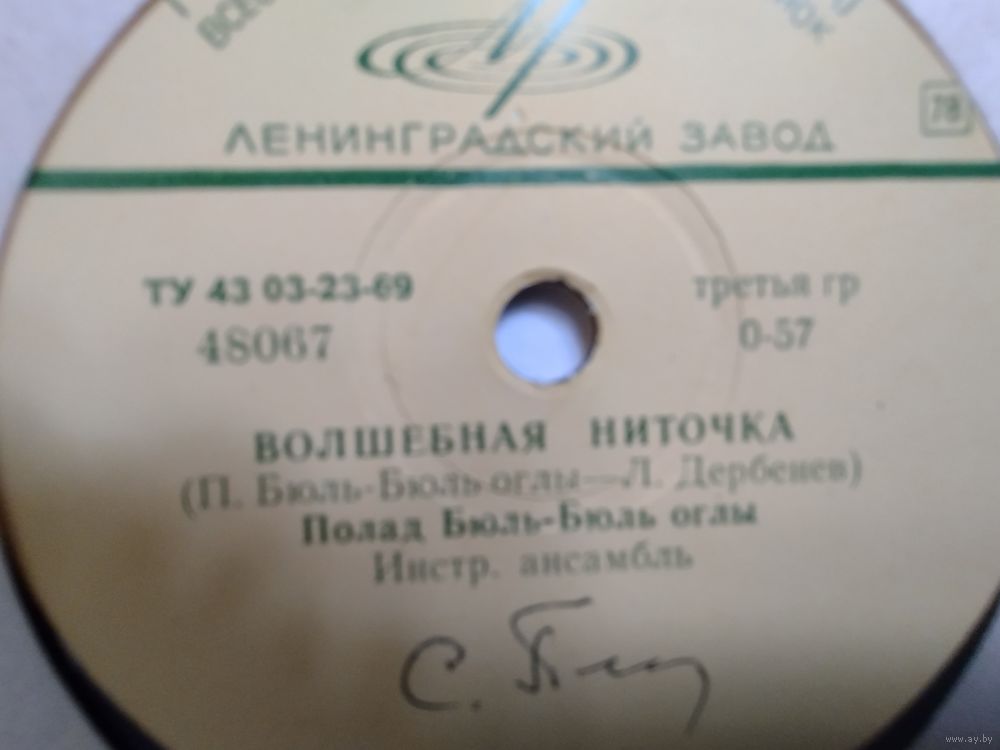 ЛЕНИНГРАДСКИЙ ЗАВОД
78
ТУ 43 03-23-69
третья гр
48067
0-57
ВОЛШЕБНАЯ НИТОЧКА
(П. Бюль-Бюль оглы—Л. Дербенев)
Полад Бюль-Бюль оглы
Инстр. ансамбль
www.ay.by